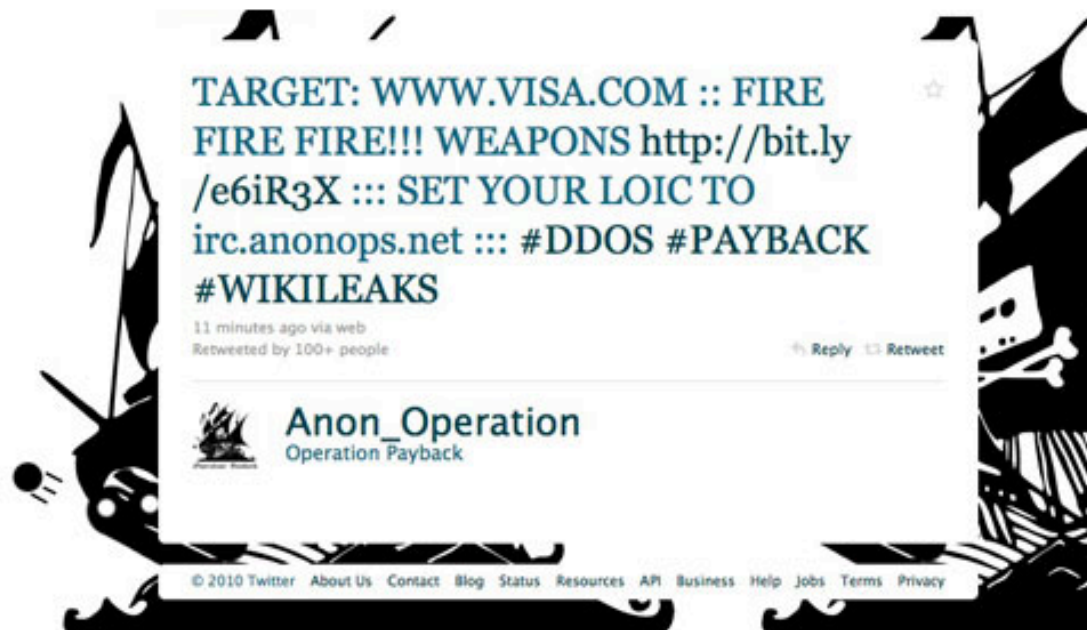 TARGET: WWW.VISA.COM :: FIRE
FIRE FIRE!!! WEAPONS http://bit.ly
/e6iR3X ::: SET YOUR LOIC TO
irc.anonops.net ::: #DDOS #PAYBACK
#WIKILEAKS
11 minutes ago via web
Retweeted by 100+ people
Reply Retweet
Anon_Operation
Operation Payback
© 2010 Twitter About Us Contact Blog Status Resources API Business Help Jobs Terms Privacy